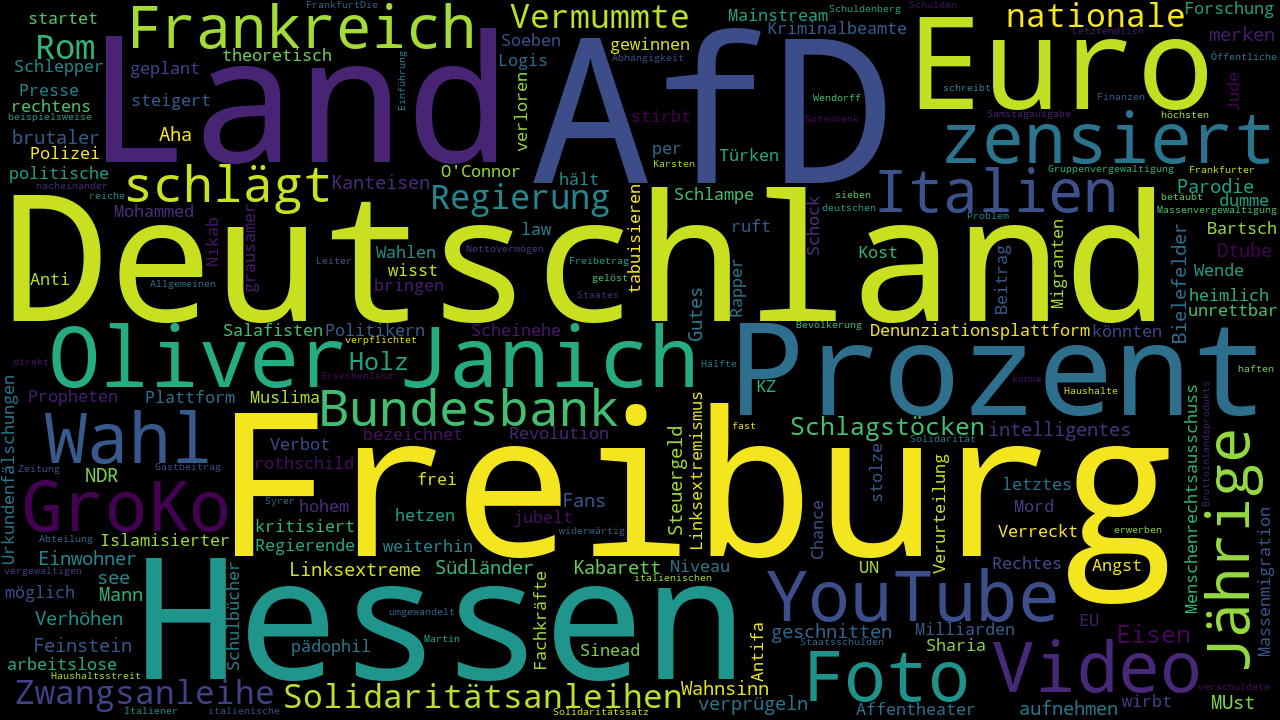 startet Frankreich FrankfurtDie Vermummte Mainstream Schuldenberg Schulden nationale Forschung
Rom theoretisch Soeben gewinnen Kriminalbeamte Euro Letztendlich merken
Schlepper geplant Land Einführung Logis Abhängigkeit AfD Öffentliche
Presse steigert verloren Wendorff schreibt Finanzen Jude
rechtens stirbt Notenbank Samstagausgabe höchsten
beispielsweise Aha zensiert
brutaler Polizei per Türken
politische schlägt Kanteisen O'Connor hält Karsten Italien Gruppenvergewaltigung Frankfurter
nacheinander reiche Regierung Schlampe sieben Parodie betäubt dumme
Mohammed Nikab grausamer law tabuisieren ruft Schock deutschen Problem Massenvergewaltigung Bartsch
Deutschland Wahlen Nettovermögen Kost Bielefelder Dtube
Anti Allgemeinen Leiter wisst bringen Freibetrag gelöst Staates Rapper Beitrag Migranten Wende
Gutes heimlich unrettbar
Salafisten Politikern Scheinehe Bevölkerung Denunziationsplattform könnten
direkt Oliver Janich verpflichtet Holz Griechenland Hälfte Prozent haften
Urkundenfälschungen Propheten Plattform Muslima KZ könne Haushalte
Bundesbank Linksextremismus Menschenrechtsausschuss Bruttoinlandsprodukts
Wahl Verbot bezeichnet Revolution fast Schlagstöcken intelligentes Jährige
Zeitung Gastbeitrag rothschild Steuergeld Solidarität
NDR Freiburg frei stolze letztes
GroKo Syrer hohem Fans Mord
kritisiert hetzen jubelt widerwärtig Chance Verurteilung Verreckt erwerben Massenmigration
Abteilung Islamisierter Regierende weiterhin
Einwohner Linksextreme Südländer Kabarett Niveau UN Rechtes Angst
vergewaltigen see italienischen
möglich Mann Schulbücher Hessen YouTube
Verhöhen umgewandelt Fachkräfte geschnitten Milliarden EU Eisen
Feinstein pädophil Martin Sinead Antifa Staatsschulden Sharia
arbeitslose Foto Video
Haushaltsstreit Wahnsinn verschuldete
Zwangsanleihe Solidaritätsanleihen verprügeln Affentheater aufnehmen wirbt MUst
Italiener italienische Solidaritätssatz